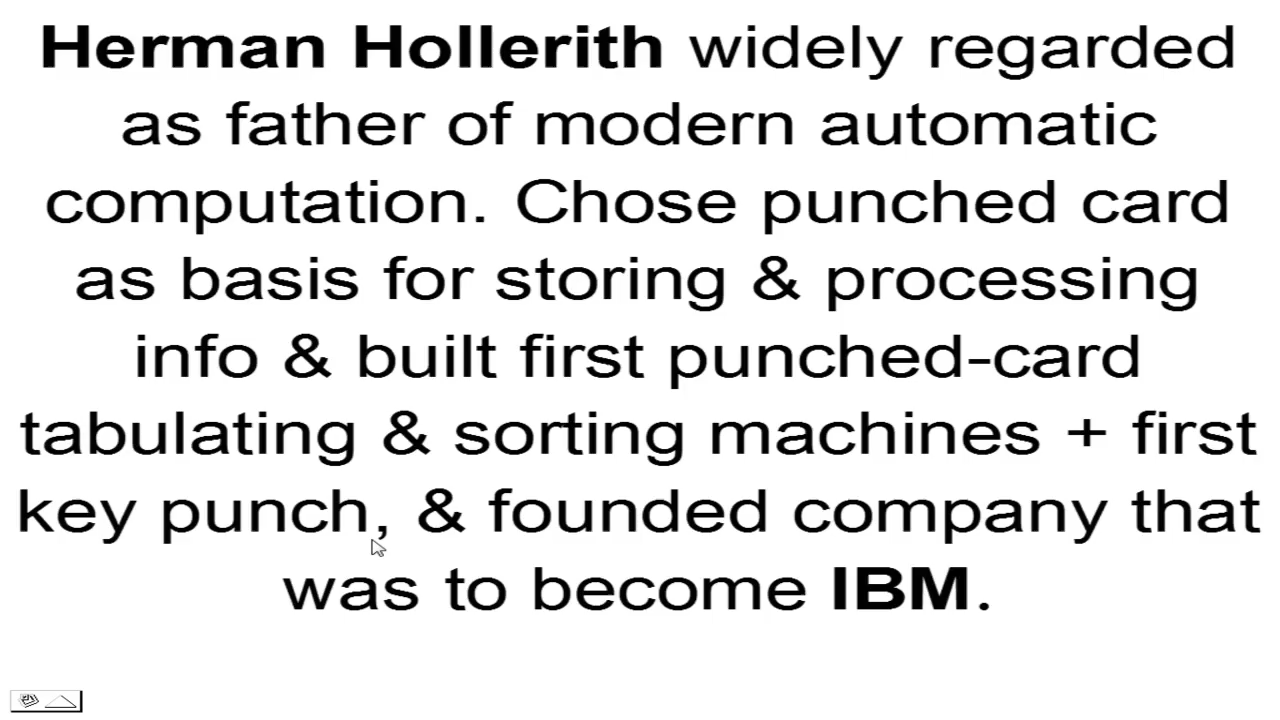 Herman Hollerith widely regarded
as father of modern automatic
computation. Chose punched card
as basis for storing & processing
info & built first punched-card
tabulating & sorting machines + first
key punch, & founded company that
was to become IBM.